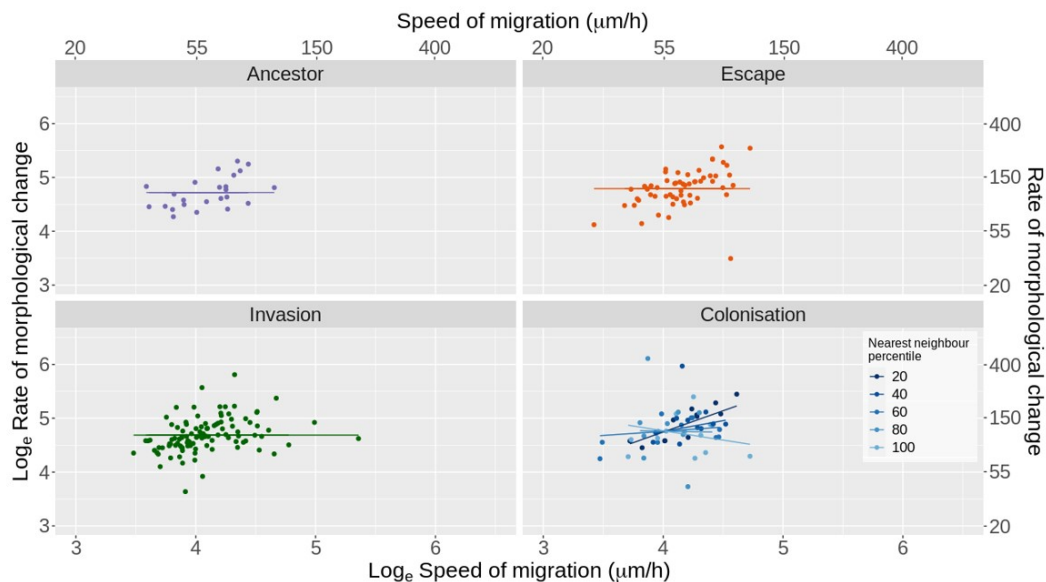 Speed of migration (μm/h)
20 55 150 400 20 55 150 400
Ancestor Escape
Log_e Rate of morphological change
6
5
4
3
400
150
55
20
Rate of morphological change
Invasion Colonisation
6
5
4
3
Nearest neighbour
percentile
20
40
60
80
100
400
150
55
20
3 4 5 6 3 4 5 6
Log_e Speed of migration (μm/h)